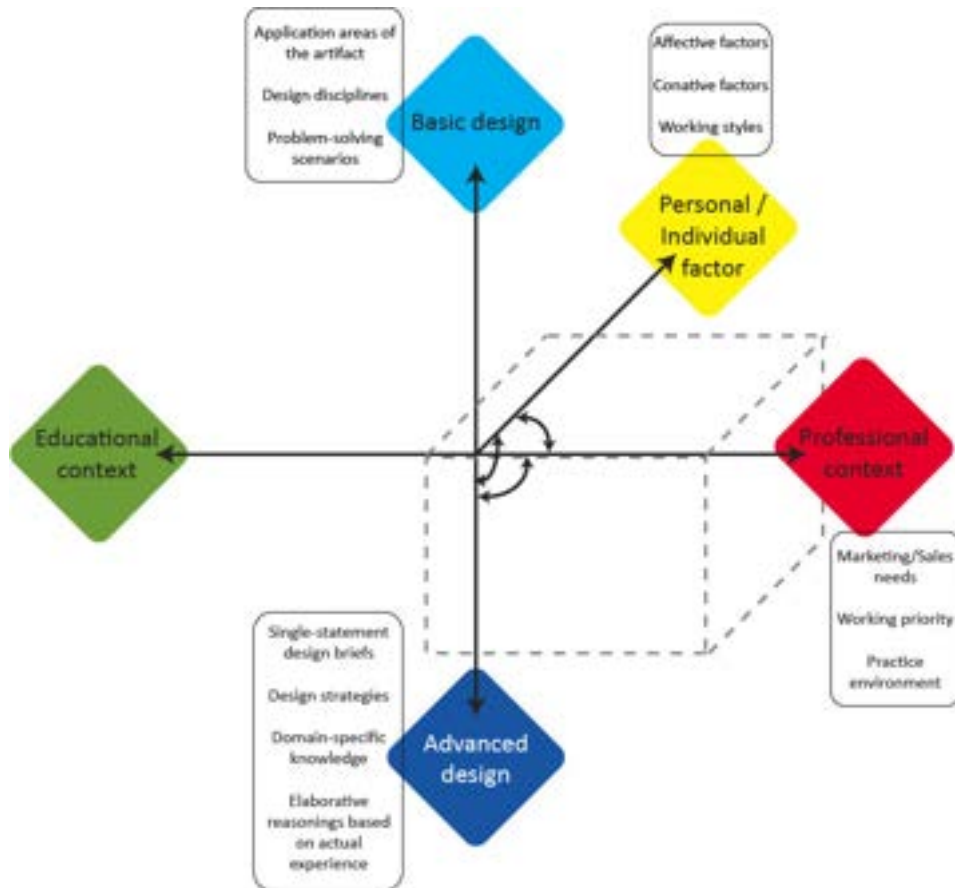 Application areas of
the artifact
Design disciplines
Problem-solving
scenarios
Basic design
Affective factors
Conative factors
Working styles
Personal /
Individual
factor
Educational
context
Professional
context
Marketing/Sales
needs
Working priority
Practice
environment
Single-statement
design briefs
Design strategies
Domain-specific
knowledge
Elaborative
reasonings based
on actual
experience
Advanced
design